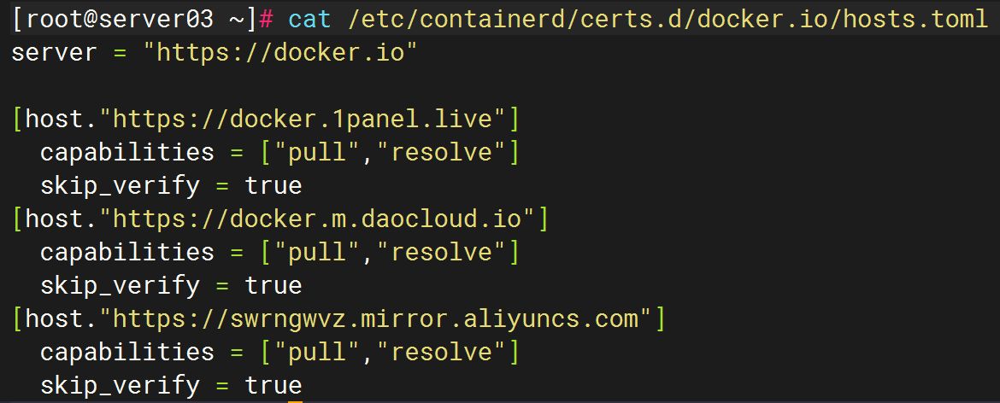 [root@server03 ~]# cat /etc/containerd/certs.d/docker.io/hosts.toml
server = "https://docker.io"

[host."https://docker.1panel.live"]
  capabilities = ["pull","resolve"]
  skip_verify = true
[host."https://docker.m.daocloud.io"]
  capabilities = ["pull","resolve"]
  skip_verify = true
[host."https://swrngwvz.mirror.aliyuncs.com"]
  capabilities = ["pull","resolve"]
  skip_verify = true